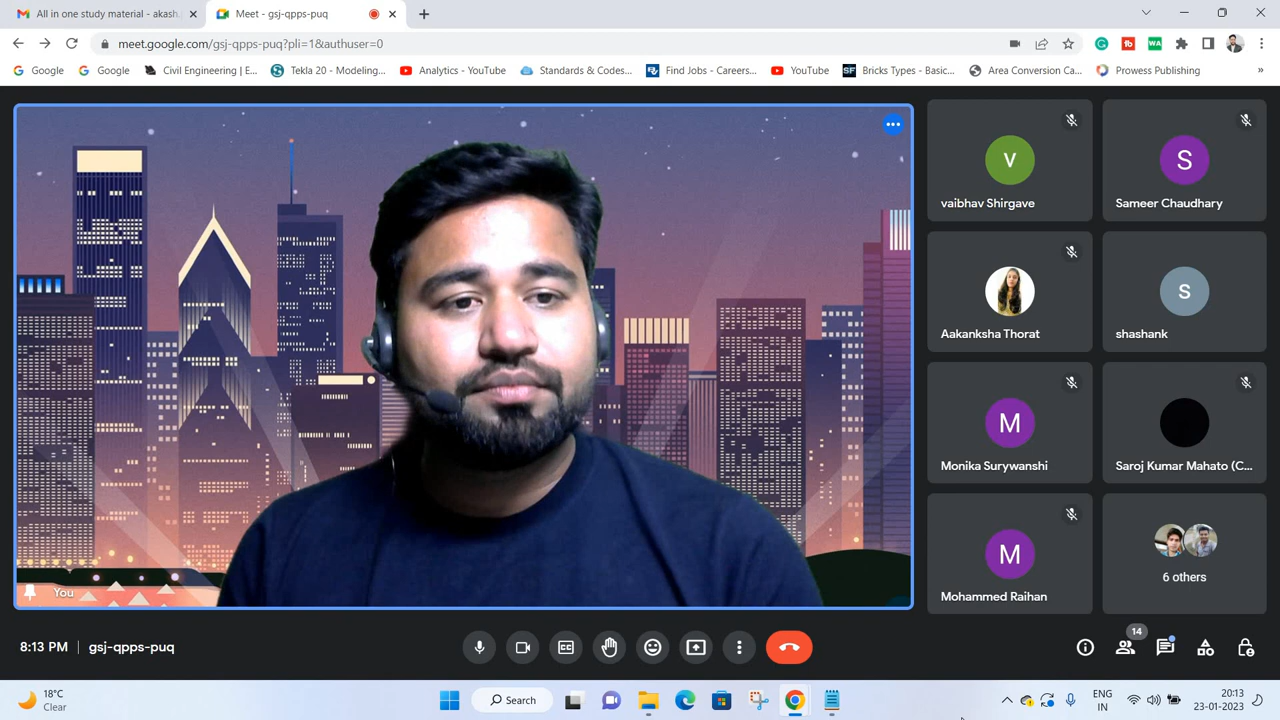 All in one study material - akash.
Meet - gsj-qpps-puq
meet.google.com/gsj-qpps-puq?pli=1&authuser=0
Google
Google
Civil Engineering | E...
Tekla 20 - Modeling...
Analytics - YouTube
Standards & Codes...
Find Jobs - Careers...
YouTube
Bricks Types - Basic...
Area Conversion Ca...
Prowess Publishing
»
V
vaibhav Shirgave
S
Sameer Chaudhary
Aakanksha Thorat
S
shashank
M
Monika Surywanshi
Saroj Kumar Mahato (C...
M
Mohammed Raihan
6 others
You
8:13 PM | gsj-qpps-puq
14
18°C
Clear
Search
ENG
IN
20:13
23-01-2023